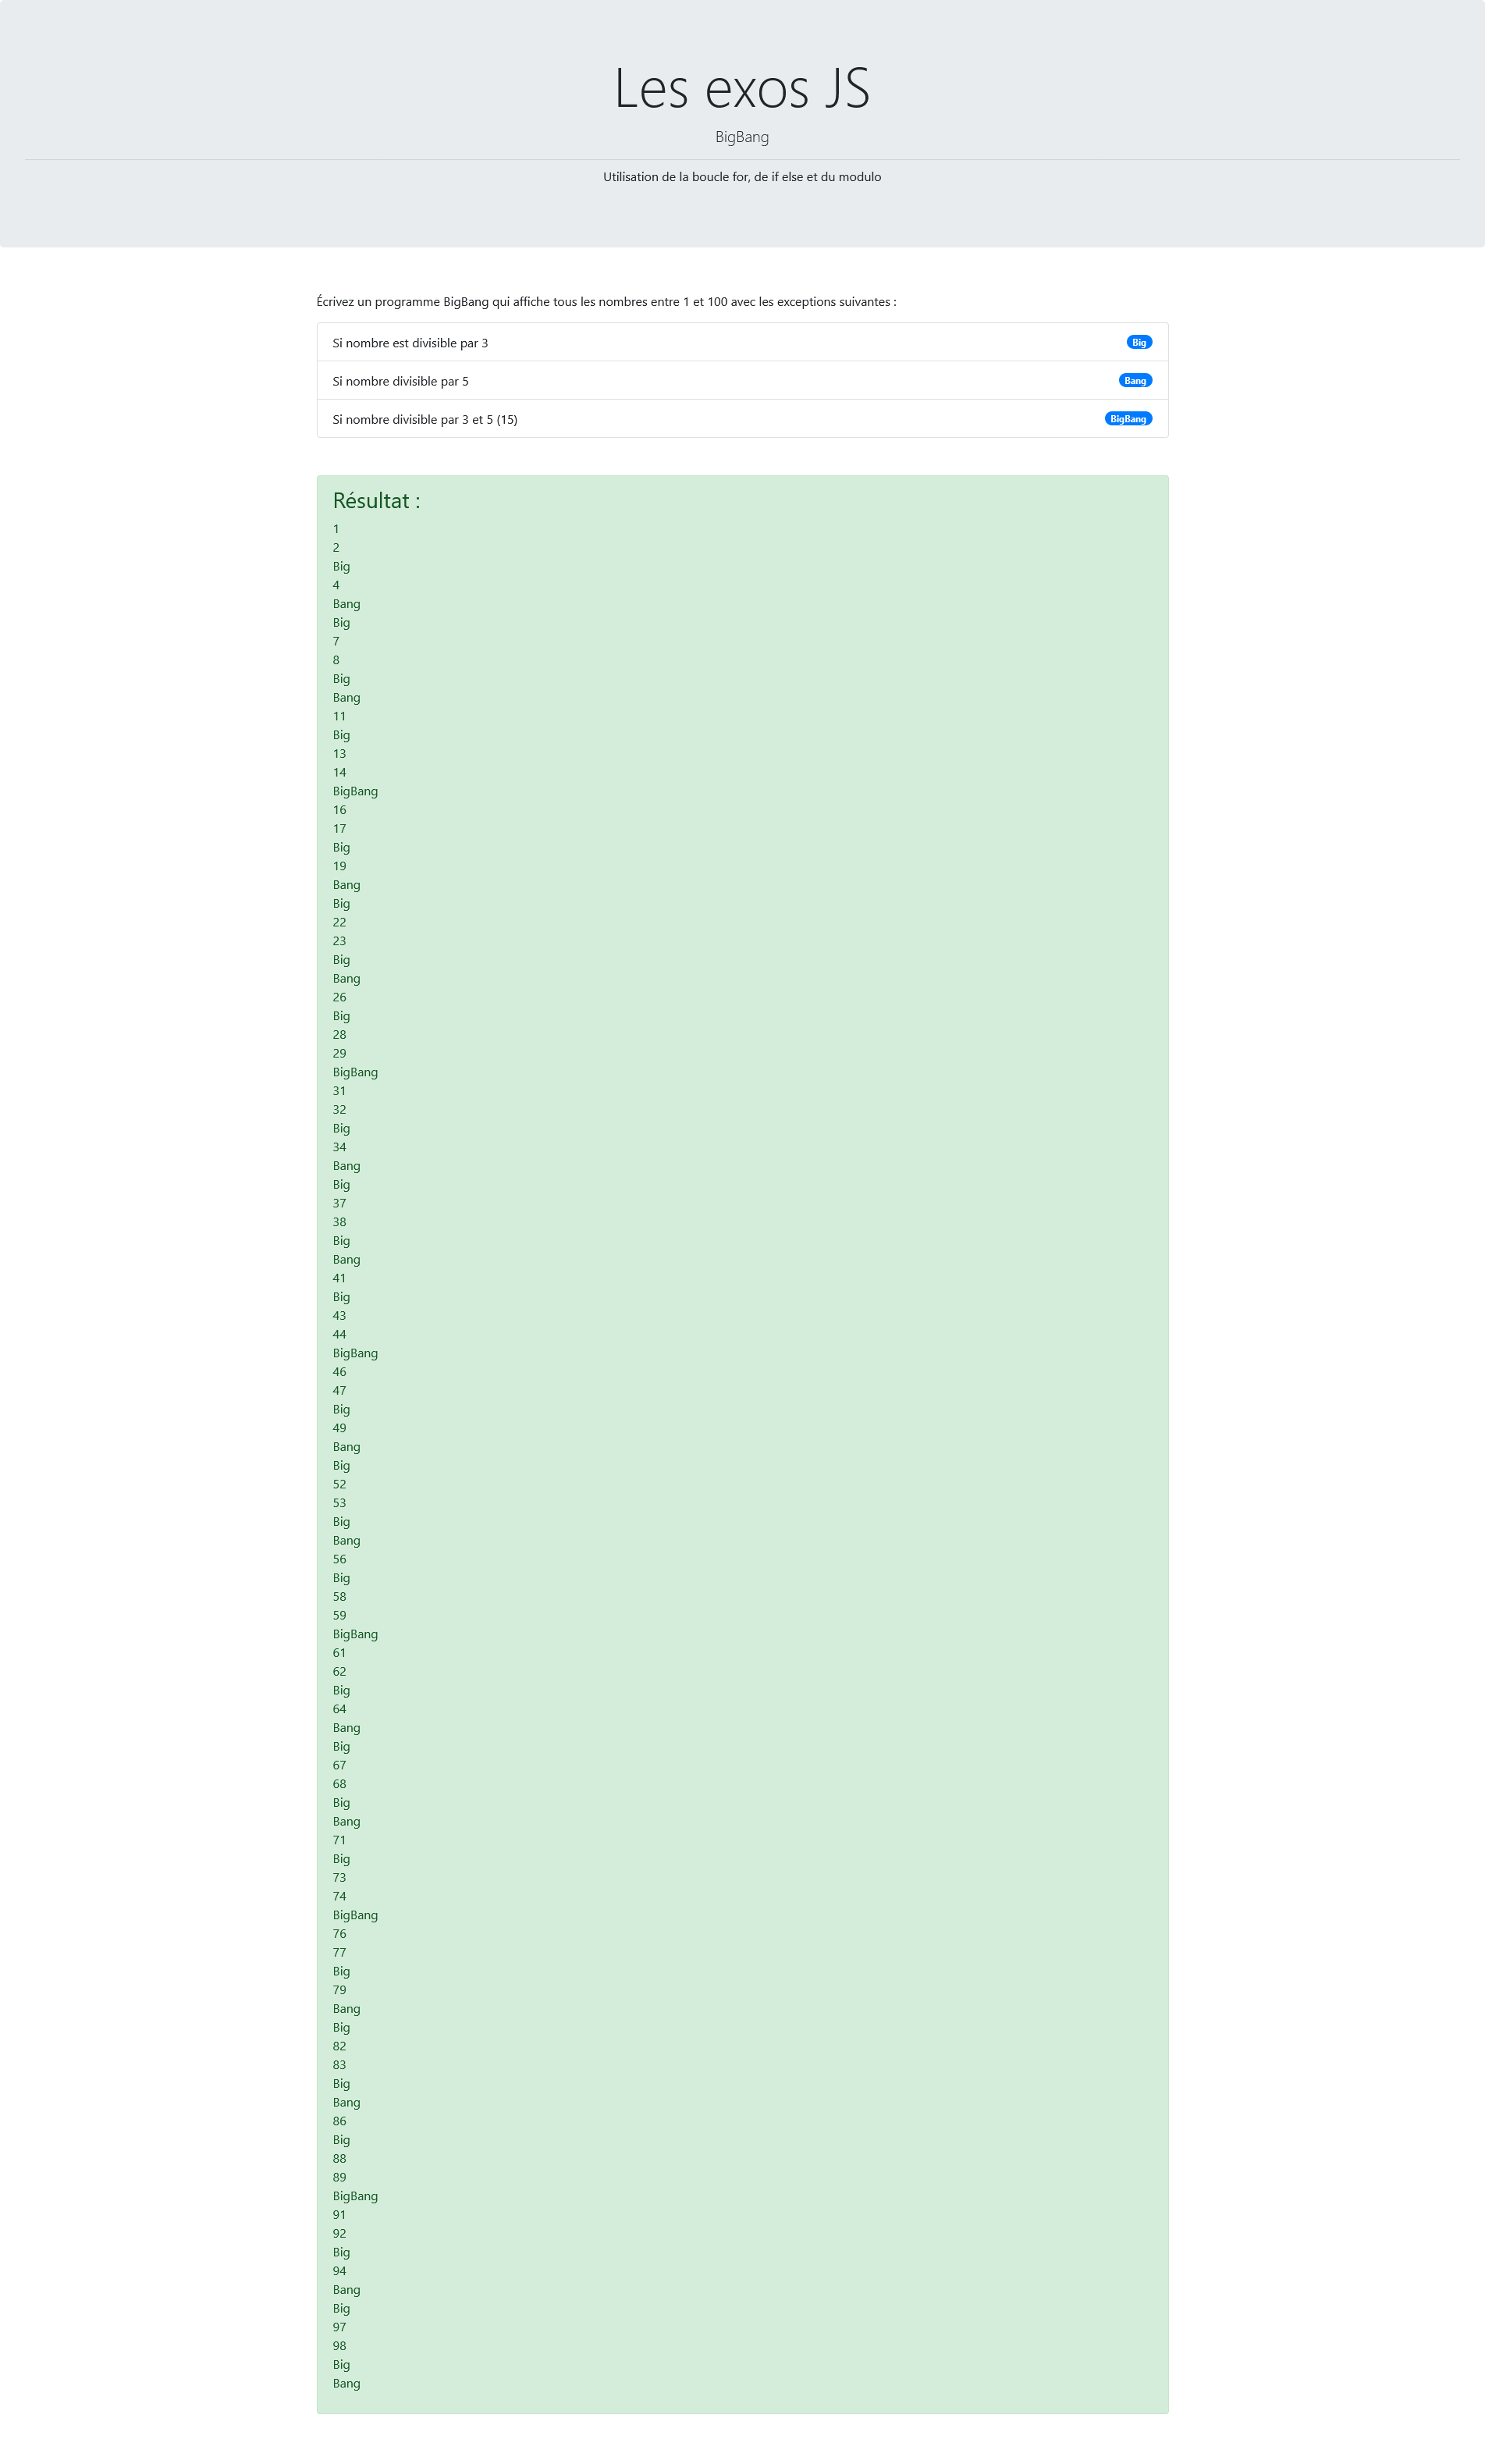 Les exos JS
BigBang
Utilisation de la boucle for, de if else et du modulo
Écrivez un programme BigBang qui affiche tous les nombres entre 1 et 100 avec les exceptions suivantes :
Si nombre est divisible par 3 Big
Si nombre divisible par 5 Bang
Si nombre divisible par 3 et 5 (15) BigBang
Résultat :
1
2
Big
4
Bang
Big
7
8
Big
Bang
11
Big
13
14
BigBang
16
17
Big
19
Bang
Big
22
23
Big
Bang
26
Big
28
29
BigBang
31
32
Big
34
Bang
Big
37
38
Big
Bang
41
Big
43
44
BigBang
46
47
Big
49
Bang
Big
52
53
Big
Bang
56
Big
58
59
BigBang
61
62
Big
64
Bang
Big
67
68
Big
Bang
71
Big
73
74
BigBang
76
77
Big
79
Bang
Big
82
83
Big
Bang
86
Big
88
89
BigBang
91
92
Big
94
Bang
Big
97
98
Big
Bang